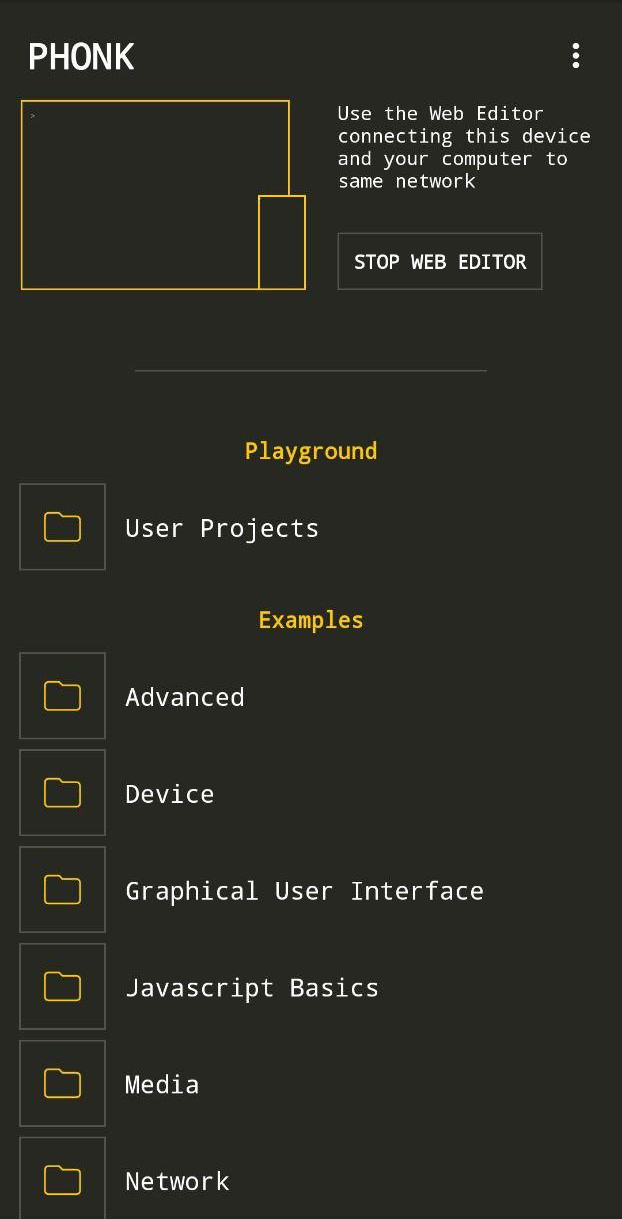 PHONK
>
Use the Web Editor
connecting this device
and your computer to
same network
STOP WEB EDITOR
Playground
User Projects
Examples
Advanced
Device
Graphical User Interface
Javascript Basics
Media
Network